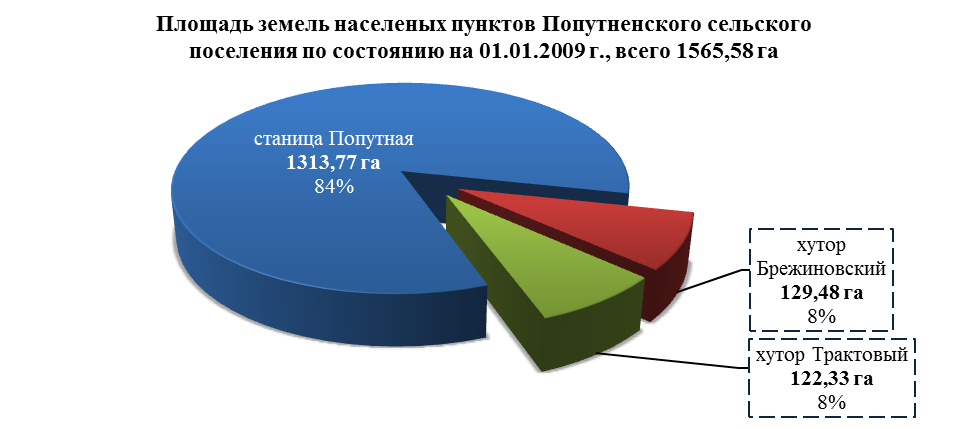 Площадь земель населеных пунктов Попутненского сельского
поселения по состоянию на 01.01.2009 г., всего 1565,58 га
станица Попутная
1313,77 га
84%
хутор
Брежиновский
129,48 га
8%
хутор Трактовый
122,33 га
8%